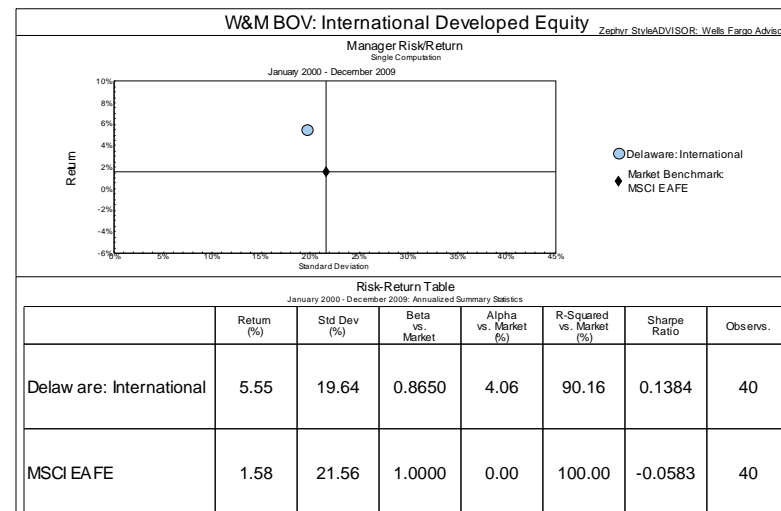 W&M BOV: International Developed Equity
Zephyr StyleADVISOR: Wells Fargo Adviso
Manager Risk/Return
Single Computation
January 2000 - December 2009
10%
8%
6%
4%
2%
0%
-2%
-4%
-6%
Return
0% 5% 10% 15% 20% 25% 30% 35% 40% 45%
Standard Deviation
Delaware: International
Market Benchmark:
MSCI EAFE
Risk-Return Table
January 2000 - December 2009: Annualized Summary Statistics
Return (%) Std Dev (%) Beta vs. Market Alpha vs. Market (%) R-Squared vs. Market (%) Sharpe Ratio Observs.
Delaware: International 5.55 19.64 0.8650 4.06 90.16 0.1384 40
MSCI EAFE 1.58 21.56 1.0000 0.00 100.00 -0.0583 40